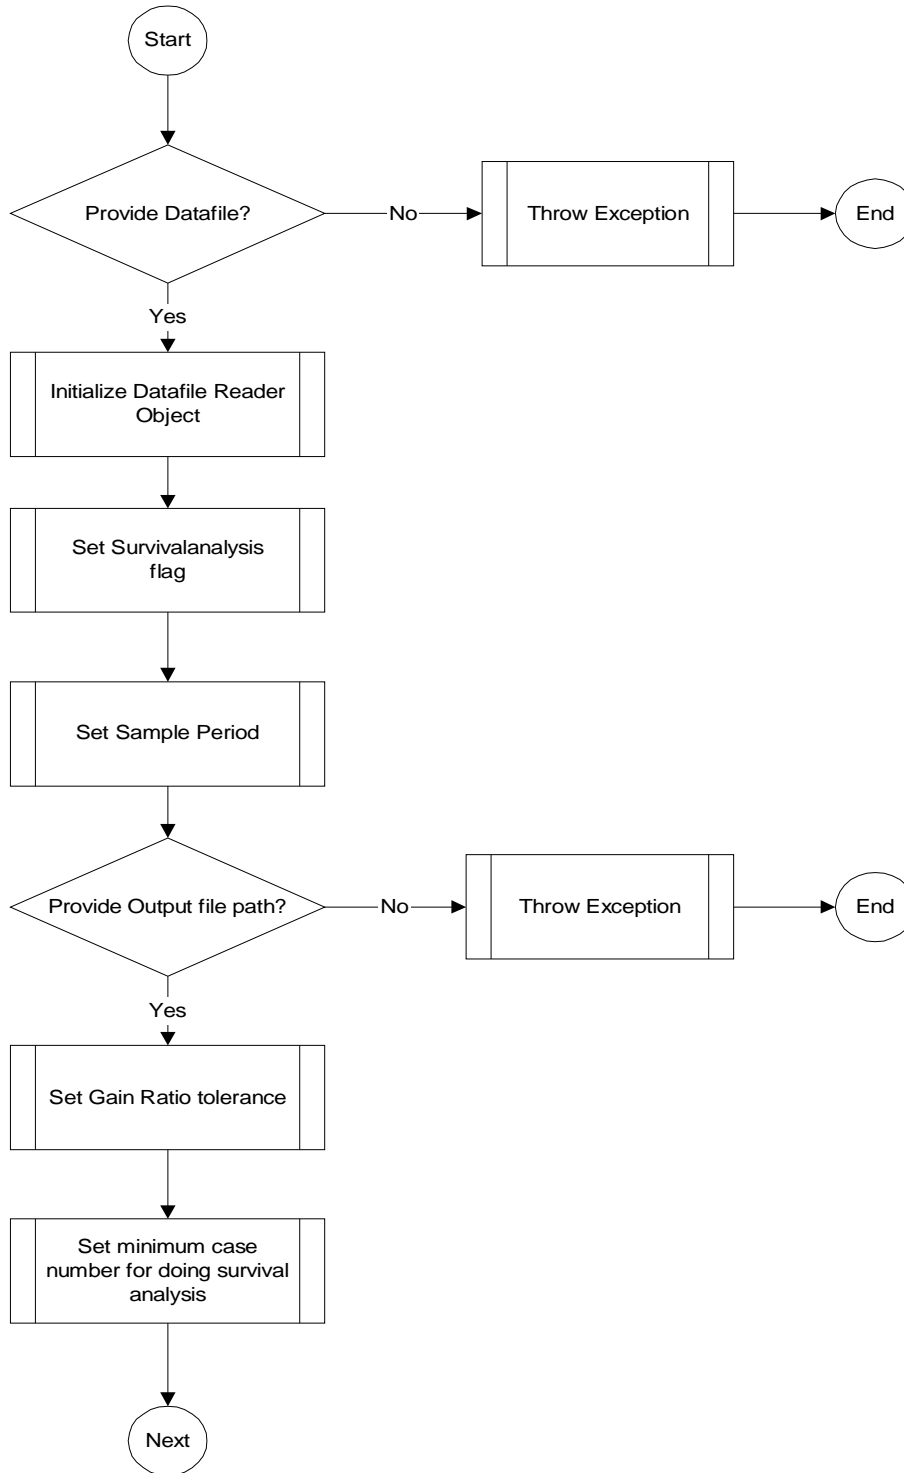 Start
Provide Datafile?
No
Throw Exception
End
Yes
Initialize Datafile Reader
Object
Set Survivalanalysis
flag
Set Sample Period
Provide Output file path?
No
Throw Exception
End
Yes
Set Gain Ratio tolerance
Set minimum case
number for doing survival
analysis
Next